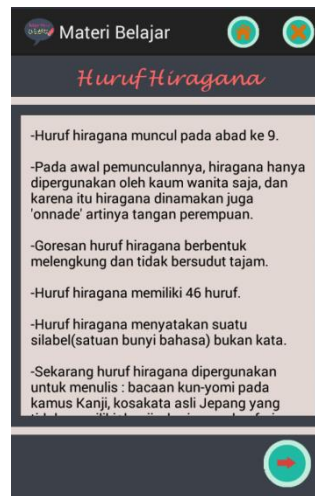 Materi Belajar
Huruf Hiragana
-Huruf hiragana muncul pada abad ke 9.
-Pada awal pemunculannya, hiragana hanya
dipergunakan oleh kaum wanita saja, dan
karena itu hiragana dinamakan juga
'onnade' artinya tangan perempuan.
-Goresan huruf hiragana berbentuk
melengkung dan tidak bersudut tajam.
-Huruf hiragana memiliki 46 huruf.
-Huruf hiragana menyatakan suatu
silabel(satuan bunyi bahasa) bukan kata.
-Sekarang huruf hiragana dipergunakan
untuk menulis : bacaan kun-yomi pada
kamus Kanji, kosakata asli Jepang yang